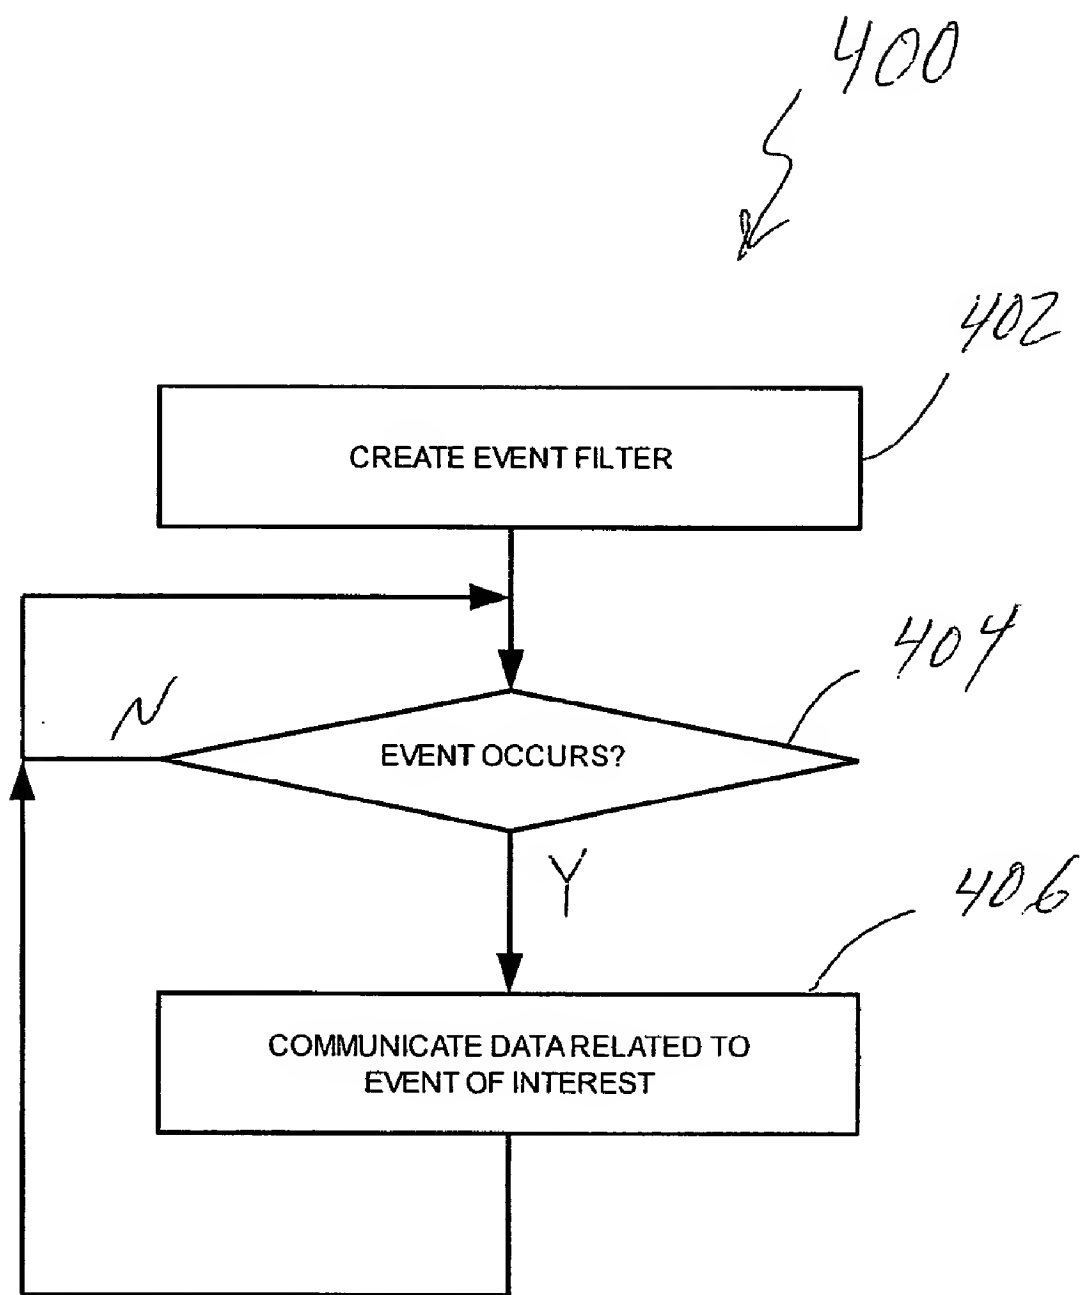 400
402
CREATE EVENT FILTER
404
N
EVENT OCCURS?
Y
406
COMMUNICATE DATA RELATED TO
EVENT OF INTEREST